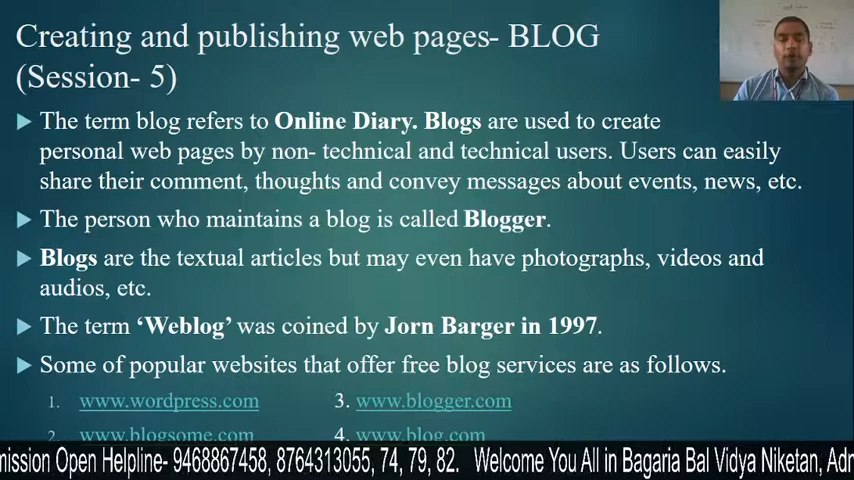 Creating and publishing web pages- BLOG
(Session- 5)
The term blog refers to Online Diary. Blogs are used to create
personal web pages by non- technical and technical users. Users can easily
share their comment, thoughts and convey messages about events, news, etc.
The person who maintains a blog is called Blogger.
Blogs are the textual articles but may even have photographs, videos and
audios, etc.
The term ‘Weblog’ was coined by Jorn Barger in 1997.
Some of popular websites that offer free blog services are as follows.
1. www.wordpress.com 3. www.blogger.com
2. www.blogsome.com 4. www.blog.com
mission Open Helpline- 9468867458, 8764313055, 74, 79, 82. Welcome You All in Bagaria Bal Vidya Niketan, Adm